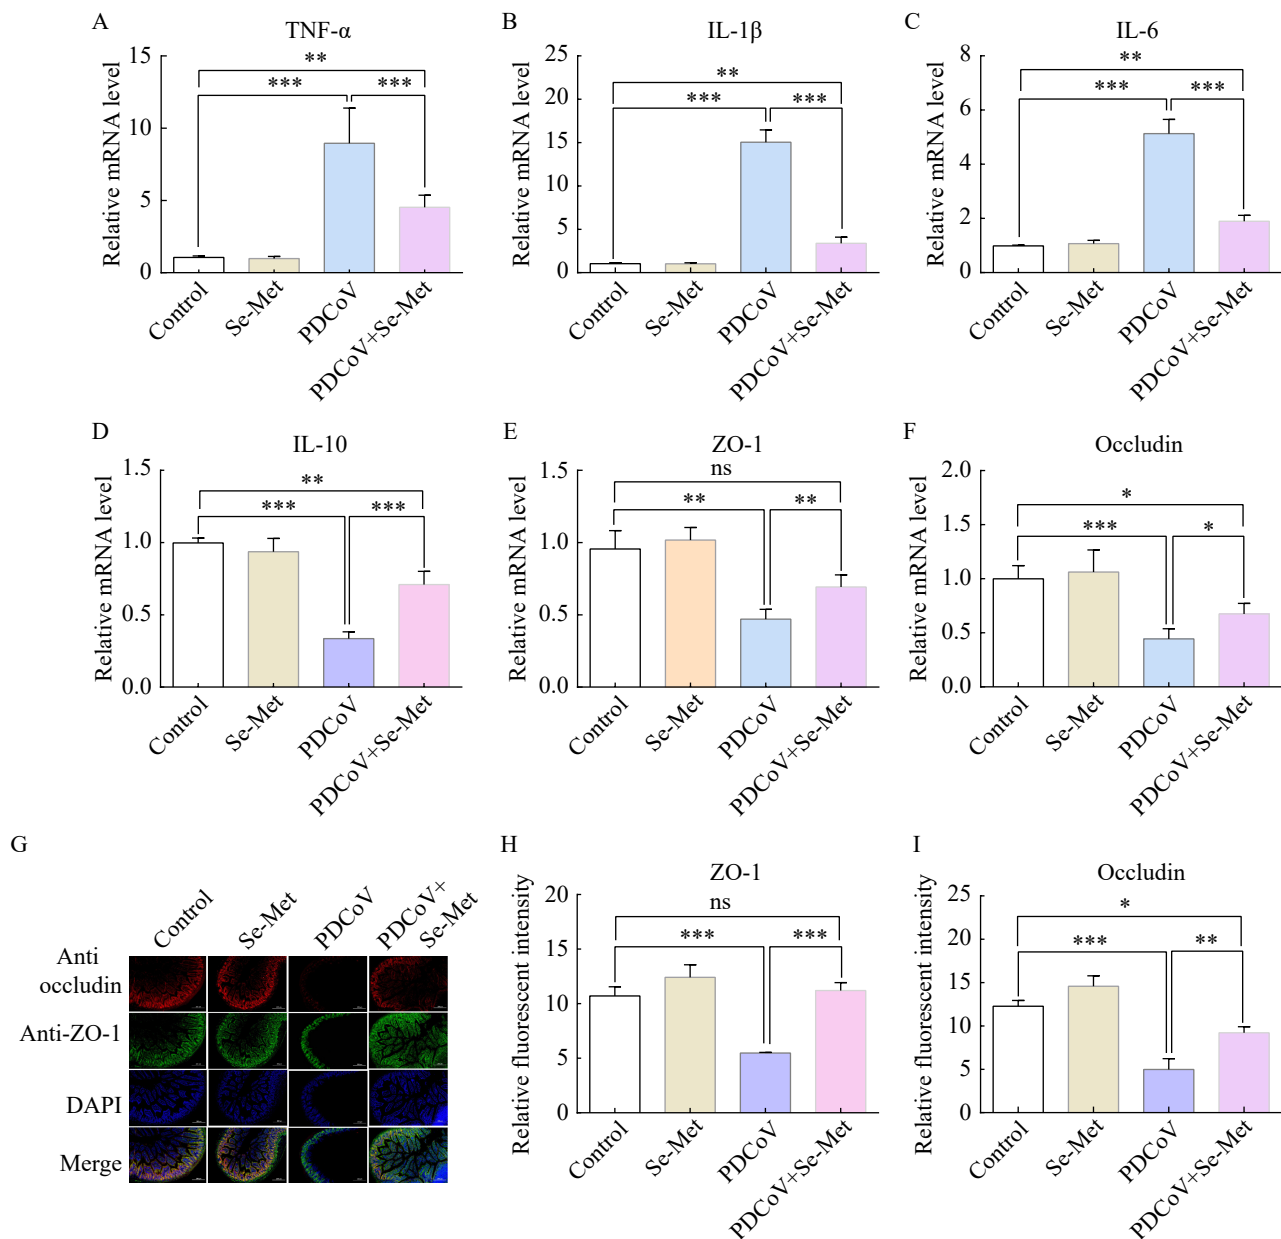 A
TNF-α
Relative mRNA level
15
10
5
0
**
***
***
Control
Se-Met
PDCoV
PDCoV+Se-Met
B
IL-1β
Relative mRNA level
25
20
15
10
5
0
**
***
***
Control
Se-Met
PDCoV
PDCoV+Se-Met
C
IL-6
Relative mRNA level
8
6
4
2
0
**
***
***
Control
Se-Met
PDCoV
PDCoV+Se-Met
D
IL-10
Relative mRNA level
1.5
1.0
0.5
0.0
**
***
***
Control
Se-Met
PDCoV
PDCoV+Se-Met
E
ZO-1
Relative mRNA level
1.5
1.0
0.5
0.0
ns
**
**
Control
Se-Met
PDCoV
PDCoV+Se-Met
F
Occludin
Relative mRNA level
2.0
1.5
1.0
0.5
0.0
*
***
*
Control
Se-Met
PDCoV
PDCoV+Se-Met
G
Control
Se-Met
PDCoV
PDCoV+
Se-Met
Anti
occludin
Anti-ZO-1
DAPI
Merge
H
ZO-1
Relative fluorescent intensity
20
15
10
5
0
ns
***
***
Control
Se-Met
PDCoV
PDCoV+Se-Met
I
Occludin
Relative fluorescent intensity
25
20
15
10
5
0
*
***
**
Control
Se-Met
PDCoV
PDCoV+Se-Met